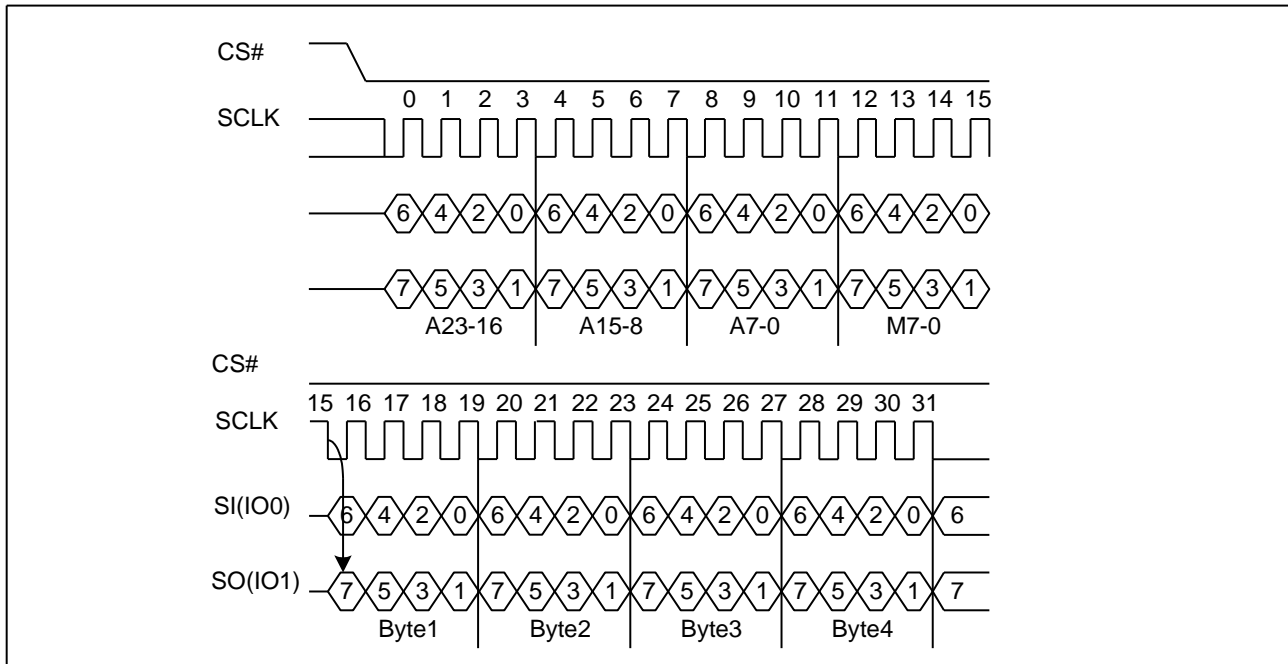 CS#
0 1 2 3 4 5 6 7 8 9 10 11 12 13 14 15
SCLK
6 4 2 0 6 4 2 0 6 4 2 0 6 4 2 0
7 5 3 1 7 5 3 1 7 5 3 1 7 5 3 1
A23-16 A15-8 A7-0 M7-0
CS#
15 16 17 18 19 20 21 22 23 24 25 26 27 28 29 30 31
SCLK
SI(IO0) 6 4 2 0 6 4 2 0 6 4 2 0 6 4 2 0 6
SO(IO1) 7 5 3 1 7 5 3 1 7 5 3 1 7 5 3 1 7
Byte1 Byte2 Byte3 Byte4